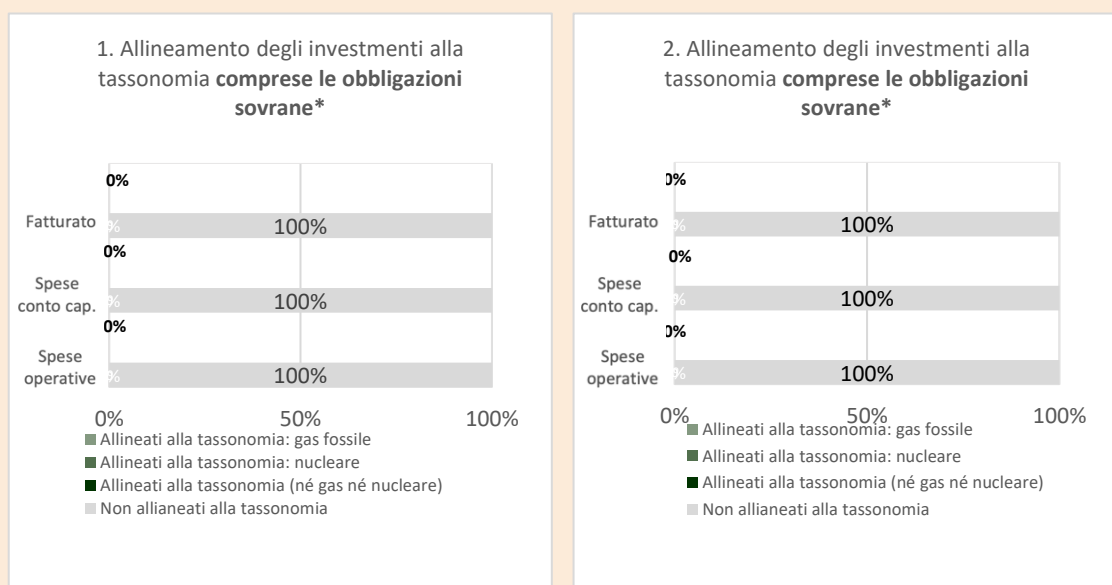 1. Allineamento degli investimenti alla
tassonomia comprese le obbligazioni
sovrane*
0%
Fatturato
%
100%
0%
Spese
conto cap.
%
100%
0%
Spese
operative
%
100%
0%
50%
100%
Allineati alla tassonomia: gas fossile
Allineati alla tassonomia: nucleare
Allineati alla tassonomia (né gas né nucleare)
Non allianeati alla tassonomia
2. Allineamento degli investimenti alla
tassonomia comprese le obbligazioni
sovrane*
0%
Fatturato
%
100%
0%
Spese
conto cap.
%
100%
0%
Spese
operative
%
100%
0%
50%
100%
Allineati alla tassonomia: gas fossile
Allineati alla tassonomia: nucleare
Allineati alla tassonomia (né gas né nucleare)
Non allianeati alla tassonomia